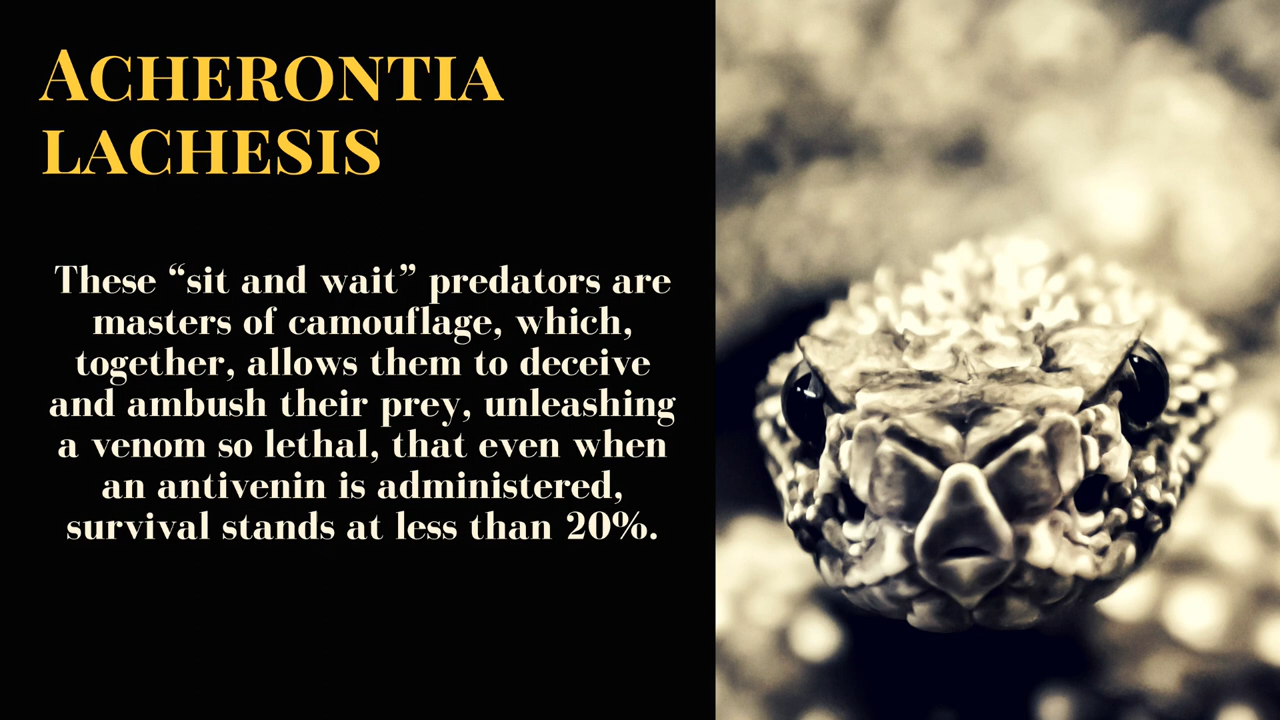 Acherontia
lachesis
These “sit and wait” predators are
masters of camouflage, which,
together, allows them to deceive
and ambush their prey, unleashing
a venom so lethal, that even when
an antivenin is administered,
survival stands at less than 20%.